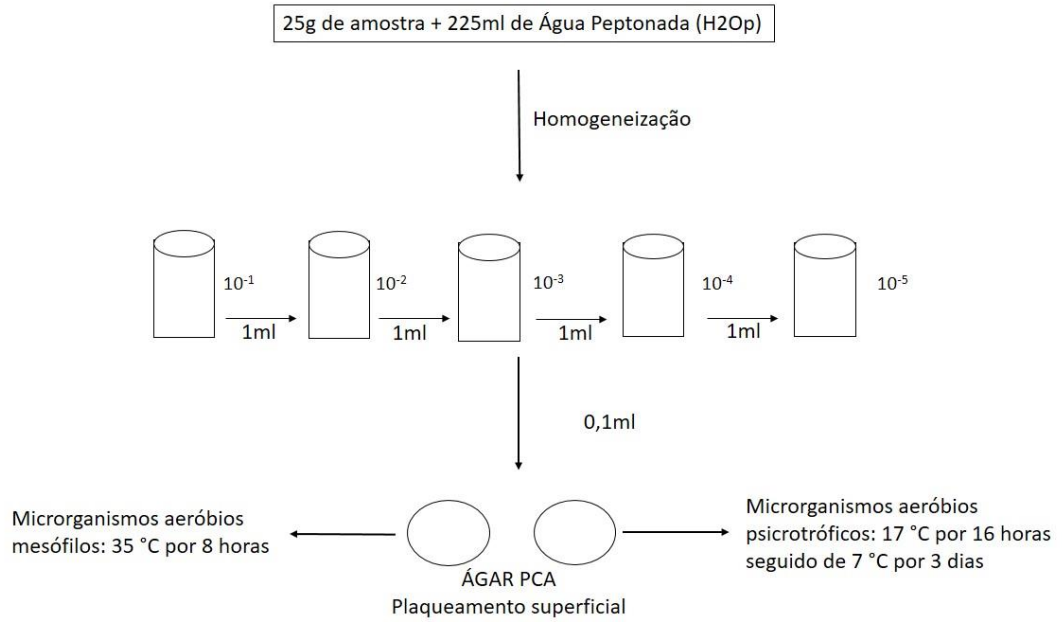 25g de amostra + 225ml de Água Peptonada (H2Op)
Homogeneização
10-1
10-2
10-3
10-4
10-5
1ml
1ml
1ml
1ml
0,1ml
Microrganismos aeróbios
mesófilos: 35 °C por 8 horas
Microrganismos aeróbios
psicrotróficos: 17 °C por 16 horas
seguido de 7 °C por 3 dias
ÁGAR PCA
Plaqueamento superficial